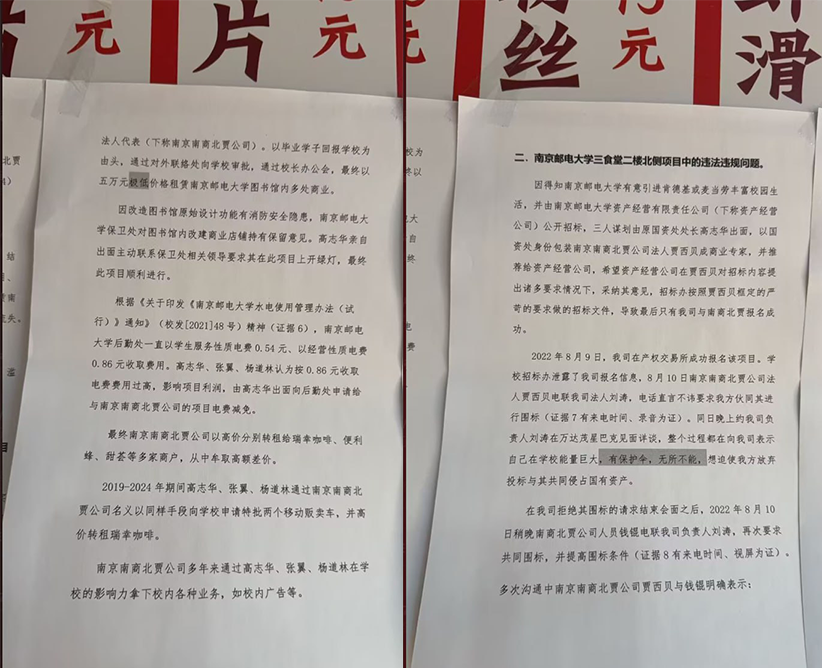 元
片
元
法人代表（下称南京南商北贾公司）。以毕业学子回报学校为
由头，通过对外联络处向学校审批，通过校长办公会，最终以
五万元极低价格租赁南京邮电大学图书馆内多处商业。
因改造图书馆原始设计功能有消防安全隐患，南京邮电大
学保卫处对图书馆内改建商业店铺持有保留意见。高志华亲自
出面主动联系保卫处相关领导要求其在此项目上开绿灯，最终
此项目顺利进行。
根据《关于印发《南京邮电大学水电使用管理办法（试
行）》通知》（校发[2021]48号）精神（证据6），南京邮电大
学后勤处一直以学生服务性质电费0.54元、以经营性质电费
0.86元收取费用。高志华、张翼、杨道林认为按0.86元收取
电费费用过高，影响项目利润，由高志华出面向后勤处申请给
与南京南商北贾公司的项目电费减免。
最终南京南商北贾公司以高价分别转租给瑞幸咖啡、便利
蜂、甜荟等多家商户，从中牟取高额差价。
2019-2024年期间高志华、张翼、杨道林通过南京南商北
贾公司名义以同样手段向学校申请特批两个移动贩卖车，并高
价转租瑞幸咖啡。
南京南商北贾公司多年来通过高志华、张翼、杨道林在学
校的影响力拿下校内各种业务，如校内广告等。
丝
元
滑
二．南京邮电大学三食堂二楼北侧项目中的违法违规问题。
因得知南京邮电大学有意引进肯德基或麦当劳丰富校园生
活，并由南京邮电大学资产经营有限责任公司（下称资产经营
公司）公开招标，三人谋划由原国资处处长高志华出面，以国
资处身份包装南京南商北贾公司法人贾西贝成商业专家，并推
荐给资产经营公司，希望资产经营公司在贾西贝对招标内容提
出诸多要求情况下，采纳其意见，招标办按照贾西贝框定的严
苛的要求做的招标文件，导致最后只有我司与南商北贾报名成
功。
2022年8月9日，我司在产权交易所成功报名该项目。学
校招标办泄露了我司报名信息，8月10日南京南商北贾公司法
人贾西贝电联我司法人刘涛，电话直言不讳要求我方伙同其进
行围标（证据7有来电时间、录音为证）。同日晚上约我司负
责人刘涛在万达茂星巴克见面详谈，整个过程都在向我司表示
自己在学校能量巨大，有保护伞，无所不能，想迫使我方放弃
投标与其共同侵占国有资产。
在我司拒绝其围标的请求结束会面之后，2022年8月10
日稍晚南商北贾公司人员钱锟电联我司负责人刘涛，再次要求
共同围标，并提高围标条件（证据8有来电时间、视屏为证）。
多次沟通中南京南商北贾公司贾西贝与钱锟明确表示：